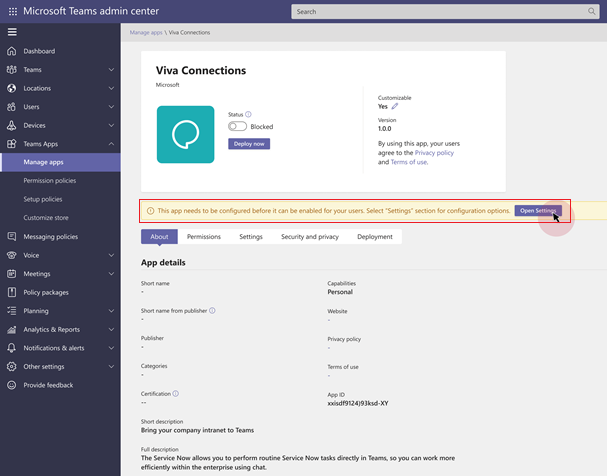 Microsoft Teams admin center
Search
Dashboard
Teams
Locations
Users
Devices
Teams Apps
Manage apps
Permission policies
Setup policies
Customize store
Messaging policies
Voice
Meetings
Policy packages
Planning
Analytics & Reports
Notifications & alerts
Other settings
Provide feedback
Manage apps \ Viva Connections
Viva Connections
Microsoft
Status
Blocked
Deploy now
Customizable
Yes
Version
1.0.0
By using this app, your users
agree to the Privacy policy
and Terms of use.
This app needs to be configured before it can be enabled for your users. Select "Settings" section for configuration options.
Open Settings
About Permissions Settings Security and privacy Deployment
App details
Short name
-
Capabilities
Personal
Short name from publisher
-
Website
-
Publisher
-
Privacy policy
-
Categories
-
Terms of use
-
Certification
--
App ID
xxisdf9124)93ksd-XY
Short description
Bring your company intranet to Teams
Full description
The Service Now allows you to perform routine Service Now tasks directly in Teams, so you can work more
efficiently within the enterprise using chat.